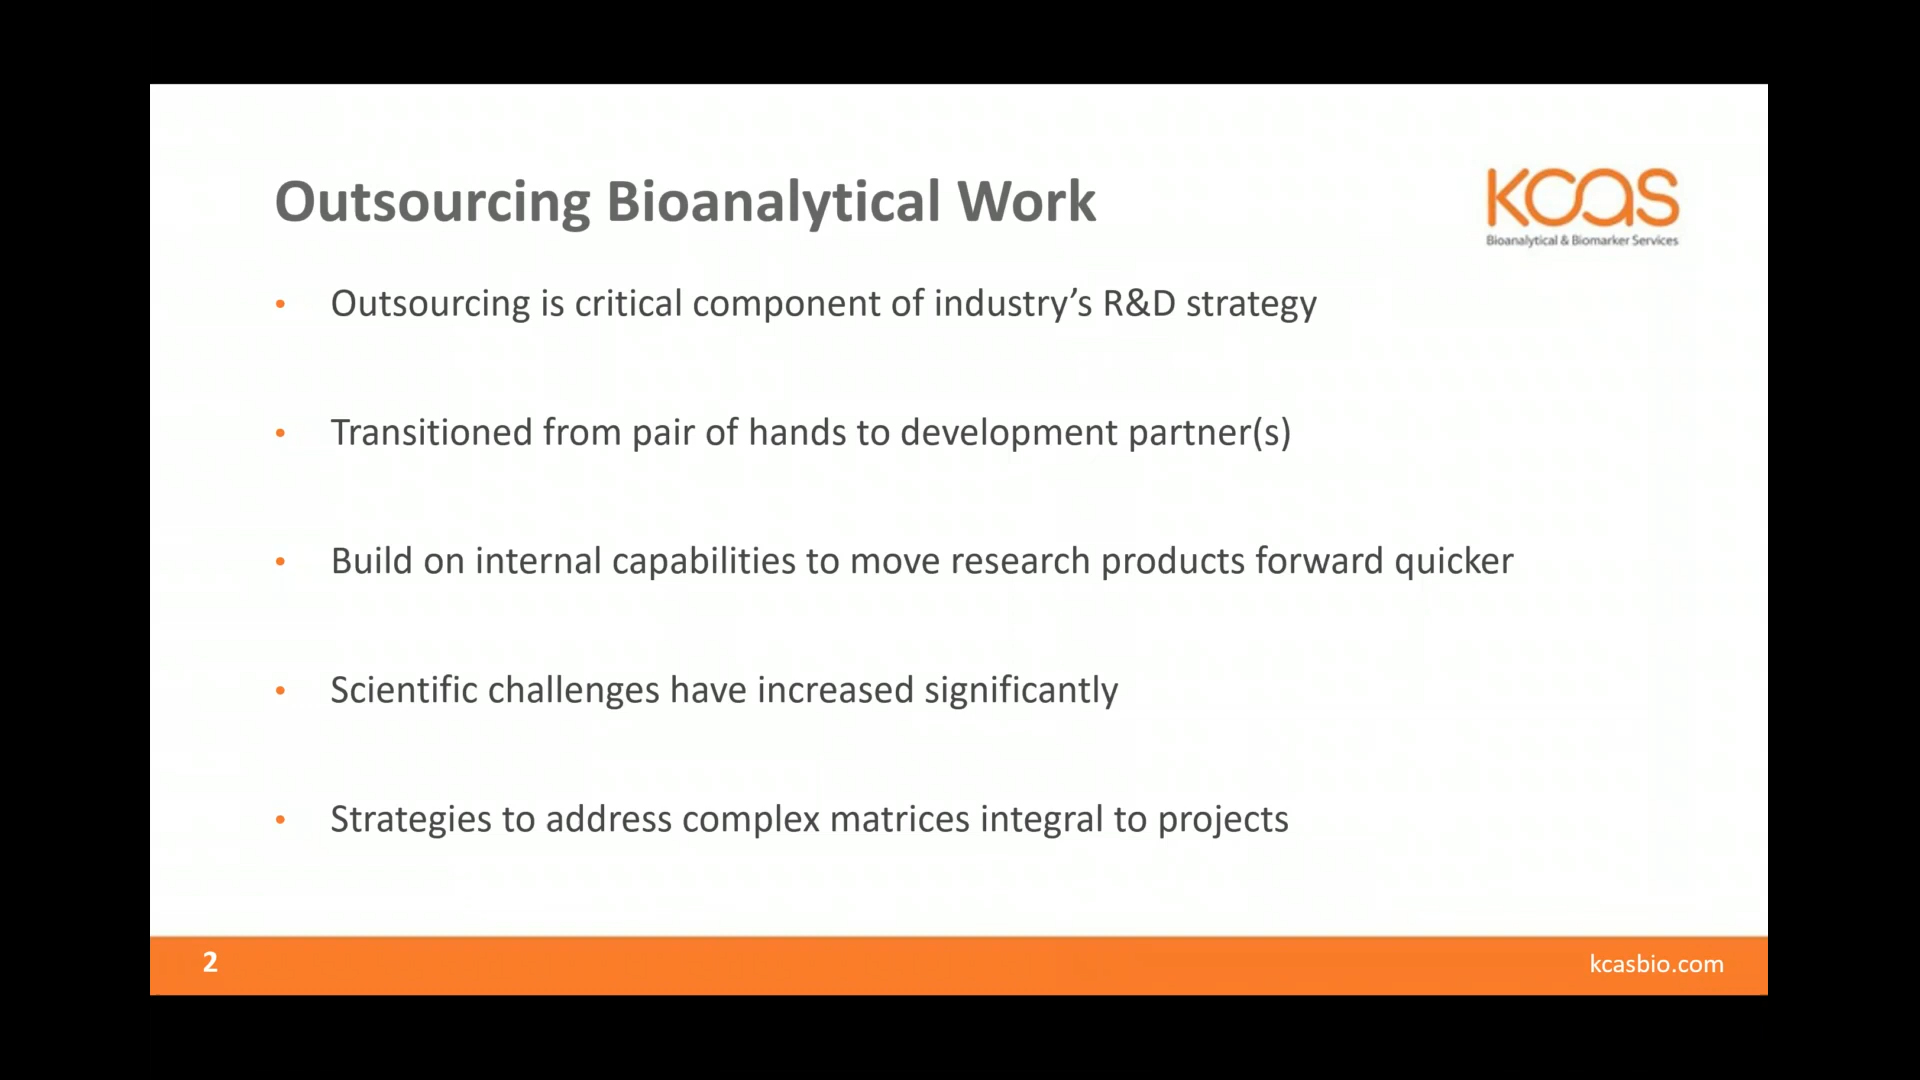 Outsourcing Bioanalytical Work
KCAS
Bioanalytical & Biomarker Services
• Outsourcing is critical component of industry’s R&D strategy
• Transitioned from pair of hands to development partner(s)
• Build on internal capabilities to move research products forward quicker
• Scientific challenges have increased significantly
• Strategies to address complex matrices integral to projects
2
kcasbio.com